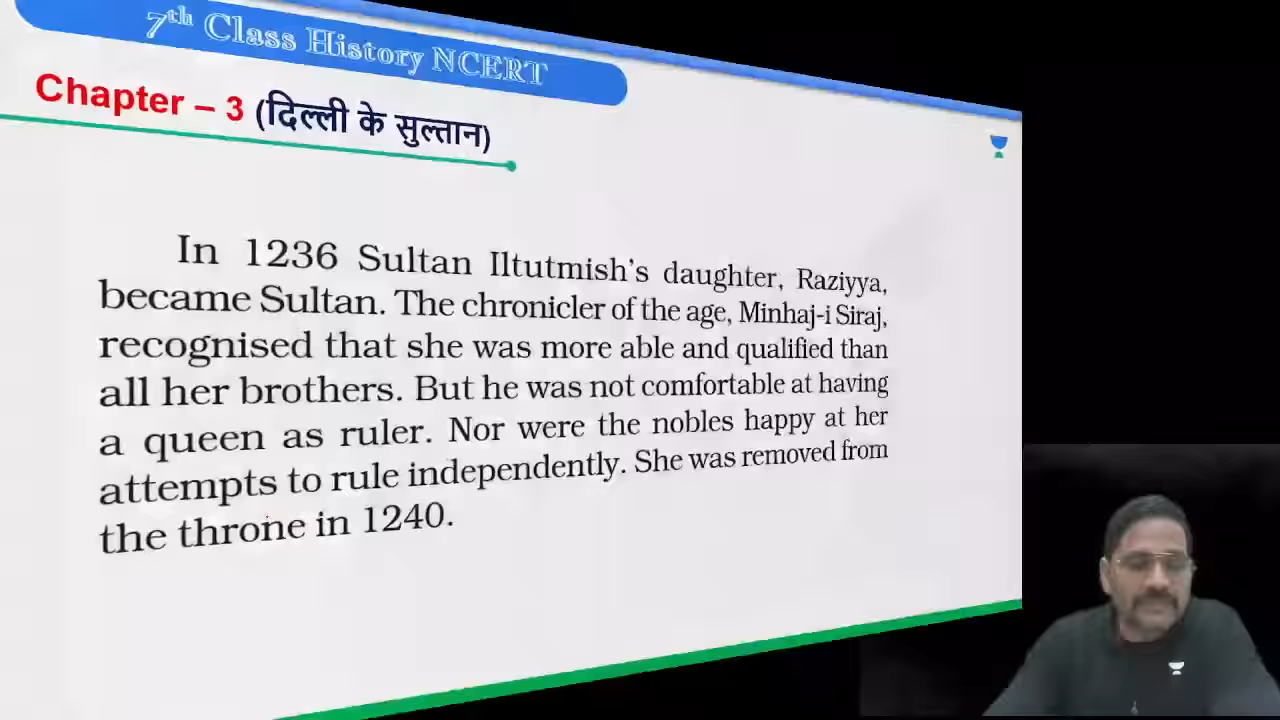 7th Class History NCERT
Chapter – 3 (दिल्ली के सुल्तान)
In 1236 Sultan Iltutmish's daughter, Raziyya,
became Sultan. The chronicler of the age, Minhaj-i Siraj,
recognised that she was more able and qualified than
all her brothers. But he was not comfortable at having
a queen as ruler. Nor were the nobles happy at her
attempts to rule independently. She was removed from
the throne in 1240.